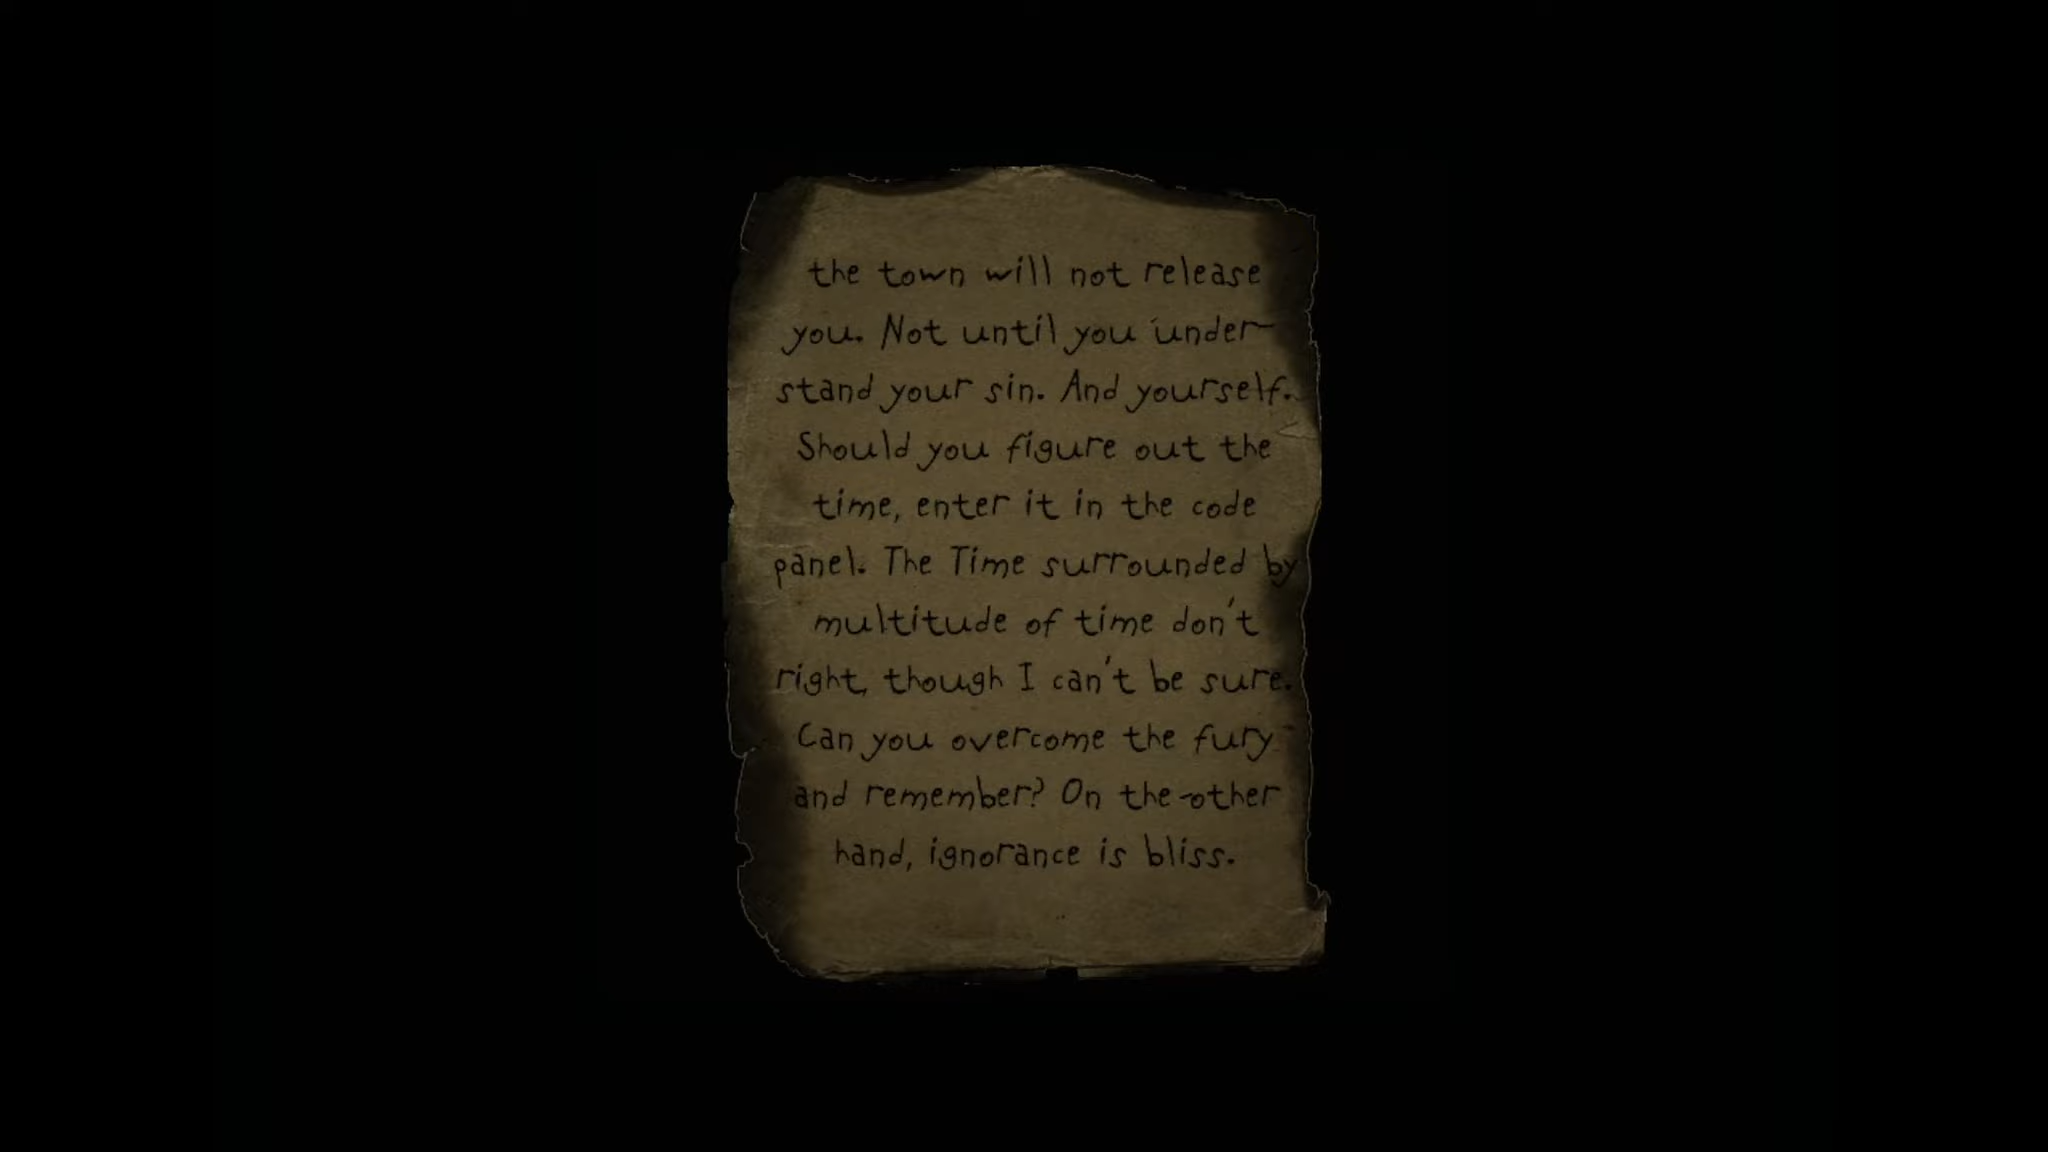 the town will not release
you. Not until you under-
stand your sin. And yourself.
Should you figure out the
time, enter it in the code
panel. The Time surrounded by
multitude of time don't
right, though I can't be sure.
Can you overcome the fury
and remember? On the other
hand, ignorance is bliss.